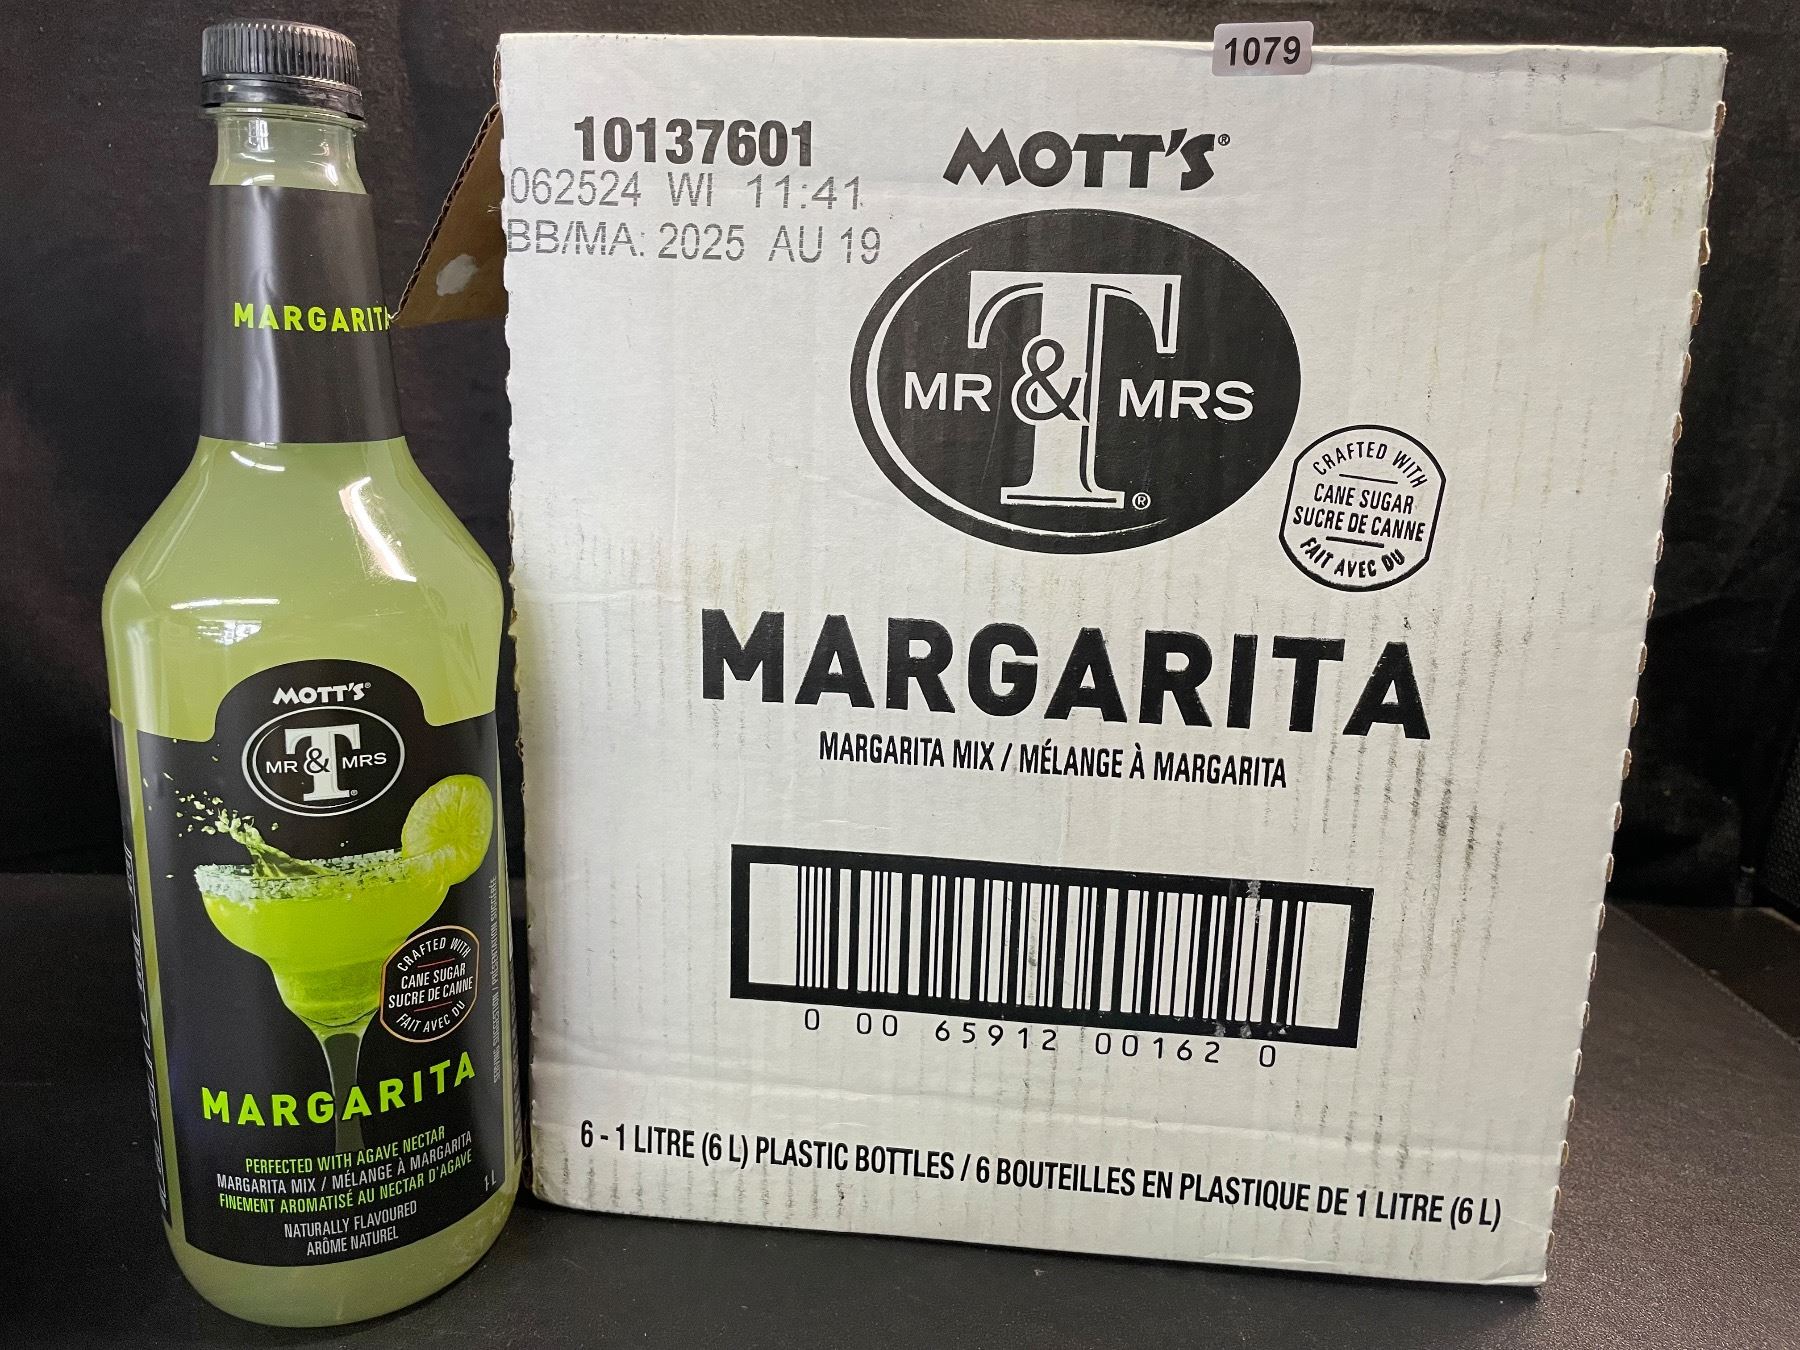 1079
10137601
062524 WI 11:41
BB/MA: 2025 AU 19
MOTT'S®
MR & T MRS ®
CRAFTED WITH
CANE SUGAR
SUCRE DE CANNE
FAIT AVEC DU
MARGARITA
MARGARITA MIX / MÉLANGE À MARGARITA
0 00 65912 00162 0
6 - 1 LITRE (6 L) PLASTIC BOTTLES / 6 BOUTEILLES EN PLASTIQUE DE 1 LITRE (6 L)
MARGARITA
MOTT'S®
MR & T MRS ®
CRAFTED WITH
CANE SUGAR
SUCRE DE CANNE
FAIT AVEC DU
SERVING SUGGESTION / PRÉSENTATION SUGGÉRÉE
MARGARITA
PERFECTED WITH AGAVE NECTAR
MARGARITA MIX / MÉLANGE À MARGARITA
FINEMENT AROMATISÉ AU NECTAR D'AGAVE
1 L
NATURALLY FLAVOURED
ARÔME NATUREL